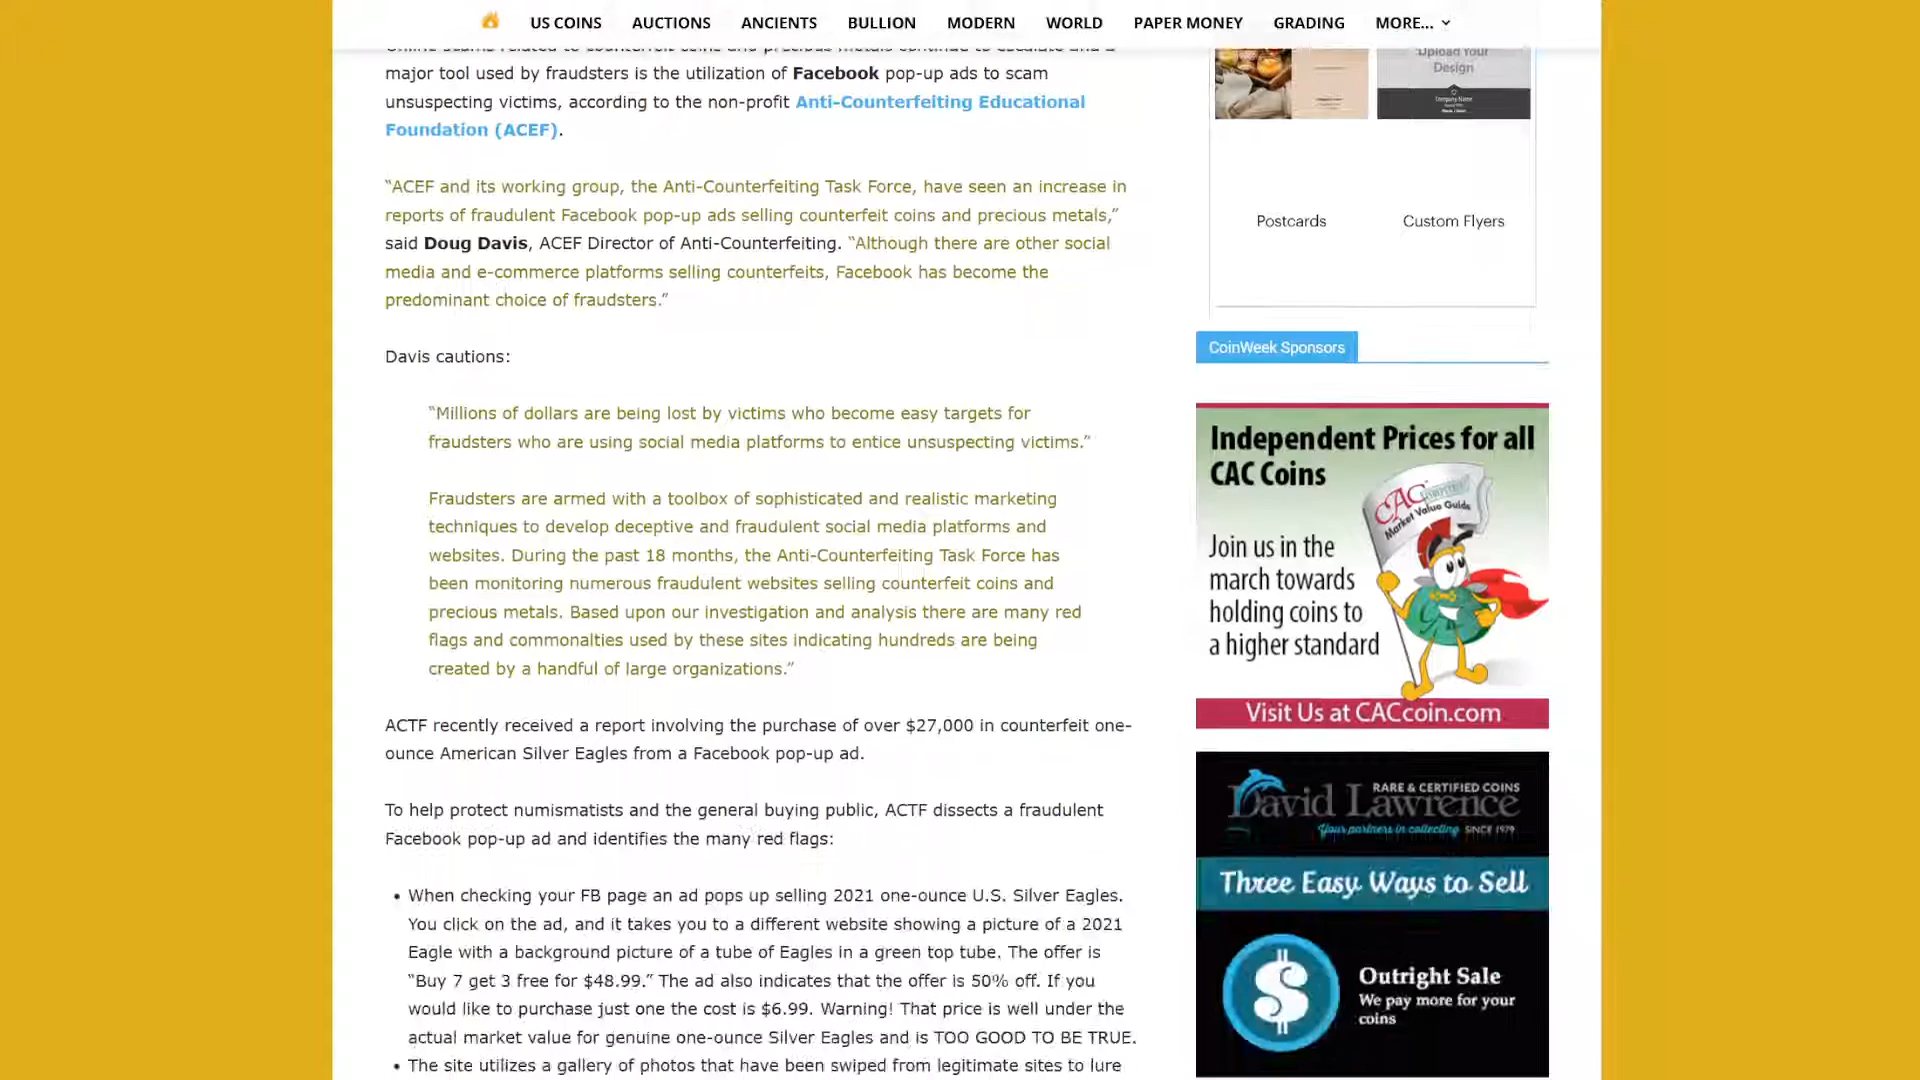 US COINS AUCTIONS ANCIENTS BULLION MODERN WORLD PAPER MONEY GRADING MORE...
major tool used by fraudsters is the utilization of Facebook pop-up ads to scam
unsuspecting victims, according to the non-profit Anti-Counterfeiting Educational
Foundation (ACEF).
“ACEF and its working group, the Anti-Counterfeiting Task Force, have seen an increase in
reports of fraudulent Facebook pop-up ads selling counterfeit coins and precious metals,”
said Doug Davis, ACEF Director of Anti-Counterfeiting. “Although there are other social
media and e-commerce platforms selling counterfeits, Facebook has become the
predominant choice of fraudsters.”
Davis cautions:
“Millions of dollars are being lost by victims who become easy targets for
fraudsters who are using social media platforms to entice unsuspecting victims.”
Fraudsters are armed with a toolbox of sophisticated and realistic marketing
techniques to develop deceptive and fraudulent social media platforms and
websites. During the past 18 months, the Anti-Counterfeiting Task Force has
been monitoring numerous fraudulent websites selling counterfeit coins and
precious metals. Based upon our investigation and analysis there are many red
flags and commonalties used by these sites indicating hundreds are being
created by a handful of large organizations.”
ACTF recently received a report involving the purchase of over $27,000 in counterfeit one-
ounce American Silver Eagles from a Facebook pop-up ad.
To help protect numismatists and the general buying public, ACTF dissects a fraudulent
Facebook pop-up ad and identifies the many red flags:
• When checking your FB page an ad pops up selling 2021 one-ounce U.S. Silver Eagles.
You click on the ad, and it takes you to a different website showing a picture of a 2021
Eagle with a background picture of a tube of Eagles in a green top tube. The offer is
“Buy 7 get 3 free for $48.99.” The ad also indicates that the offer is 50% off. If you
would like to purchase just one the cost is $6.99. Warning! That price is well under the
actual market value for genuine one-ounce Silver Eagles and is TOO GOOD TO BE TRUE.
• The site utilizes a gallery of photos that have been swiped from legitimate sites to lure
Upload Your
Design
Company Name
Postcards
Custom Flyers
CoinWeek Sponsors
Independent Prices for all
CAC Coins
CAC
Market Value Guide
Join us in the
march towards
holding coins to
a higher standard
Visit Us at CACcoin.com
David Lawrence
RARE & CERTIFIED COINS
Your partners in collecting SINCE 1979
Three Easy Ways to Sell
$
Outright Sale
We pay more for your
coins